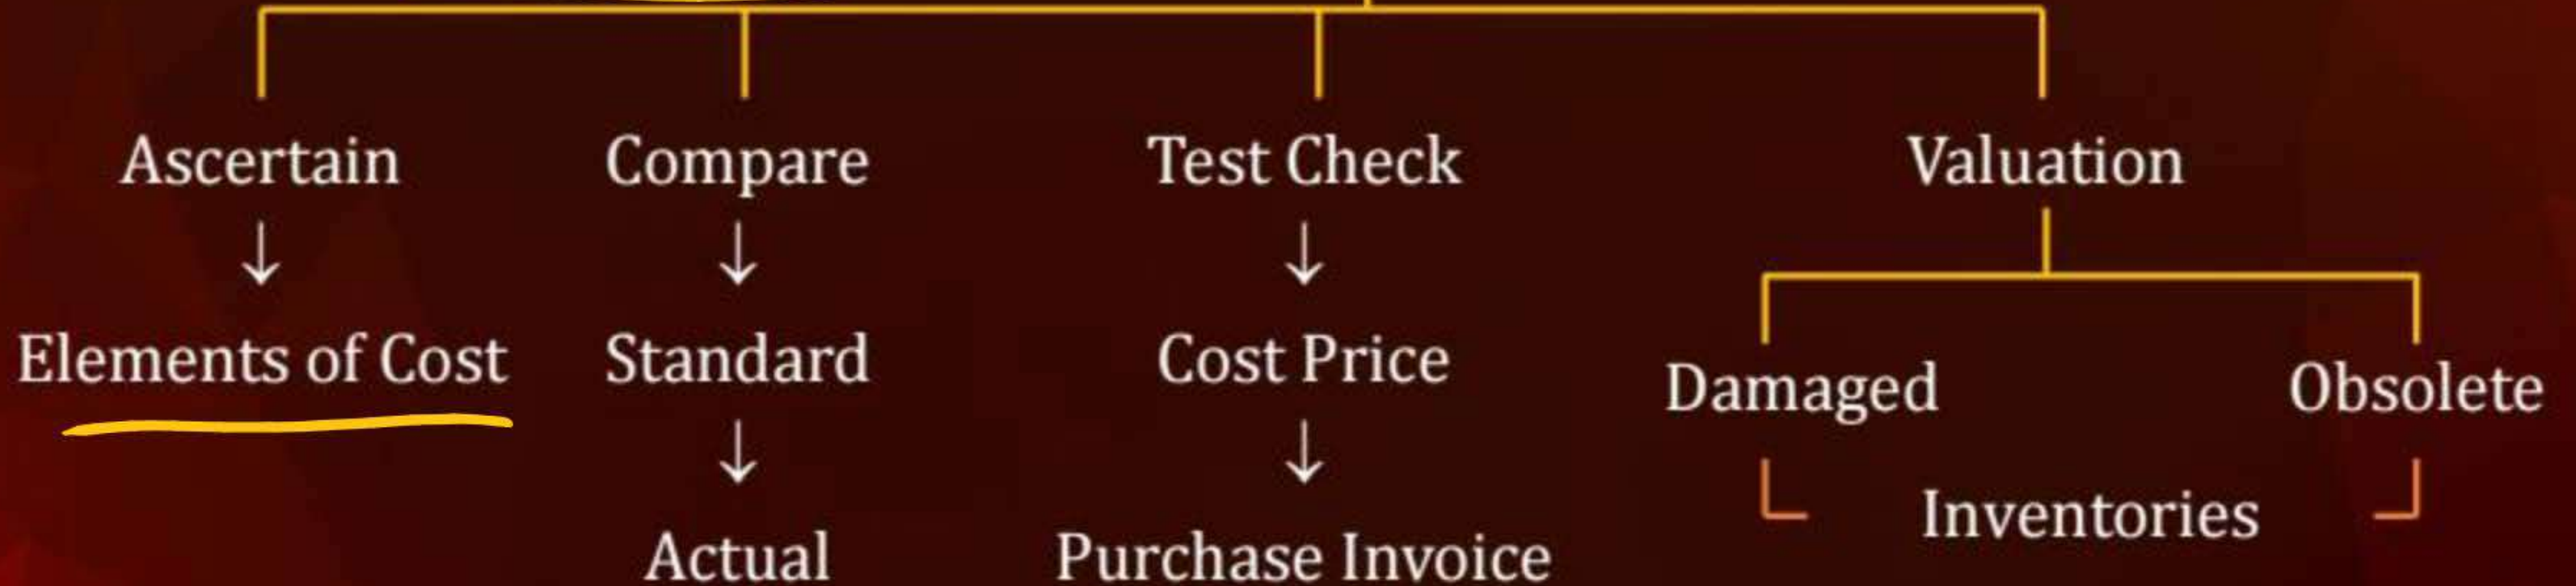 Ascertain Compare Test Check Valuation
↓ ↓ ↓
Elements of Cost Standard Cost Price Damaged Obsolete
↓ ↓
Inventories
Actual Purchase Invoice